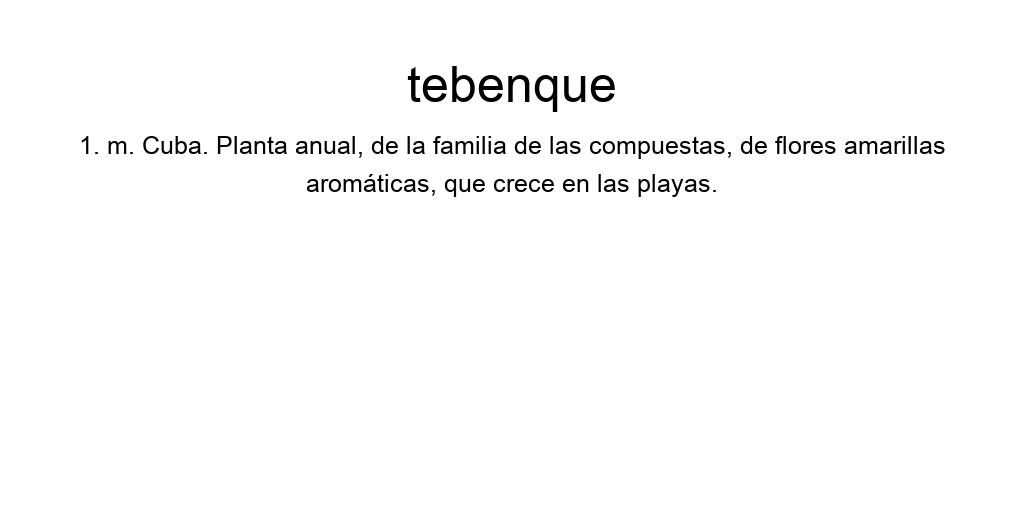 tebenque
1. m. Cuba. Planta anual, de la familia de las compuestas, de flores amarillas
aromáticas, que crece en las playas.